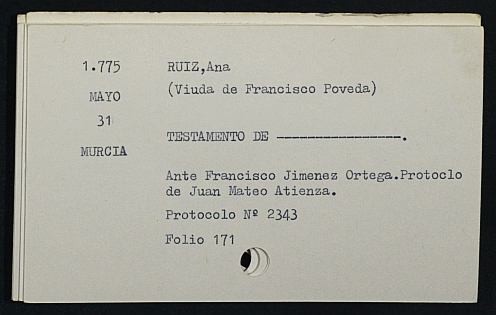 1.775 RUIZ,Ana
MAYO (Viuda de Francisco Poveda)
31
TESTAMENTO DE ----------------.
MURCIA
Ante Francisco Jimenez Ortega.Protoclo
de Juan Mateo Atienza.
Protocolo Nº 2343
Folio 171